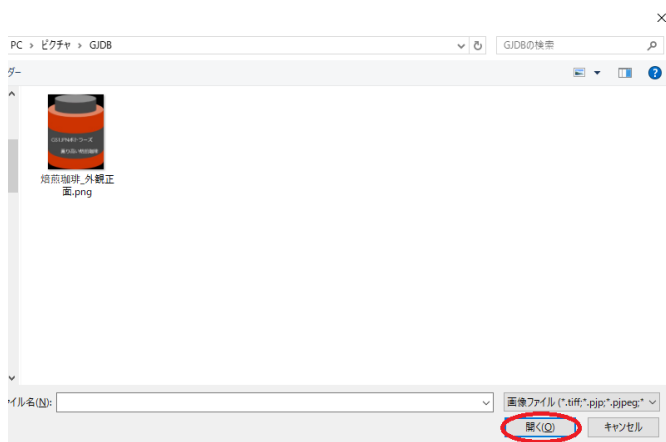 PC > ピクチャ > GJDB
GJDBの検索
ダー
焙煎珈琲_外観正
面.png
イル名(N):
画像ファイル (*.tiff;*.pjp;*.pjpeg;*
開く(O)
キャンセル